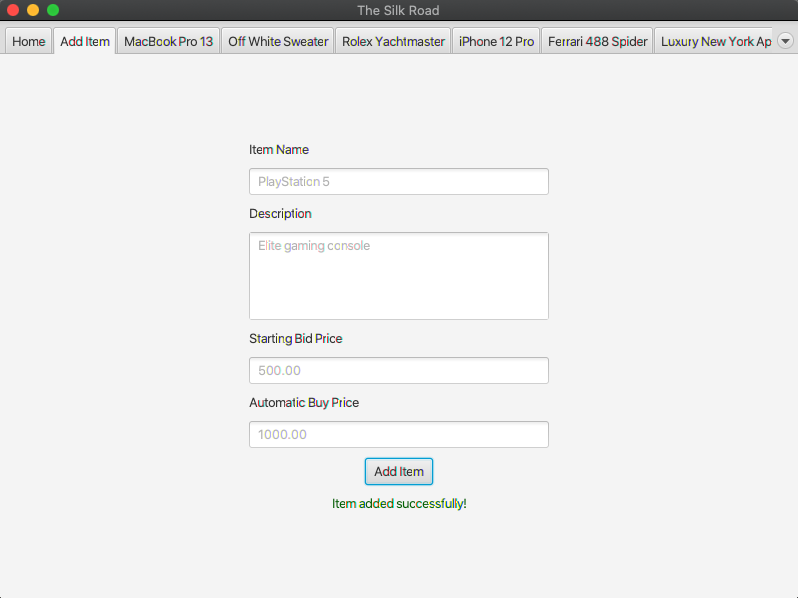 The Silk Road
Home Add Item MacBook Pro 13 Off White Sweater Rolex Yachtmaster iPhone 12 Pro Ferrari 488 Spider Luxury New York Ap
Item Name
PlayStation 5
Description
Elite gaming console
Starting Bid Price
500.00
Automatic Buy Price
1000.00
Add Item
Item added successfully!